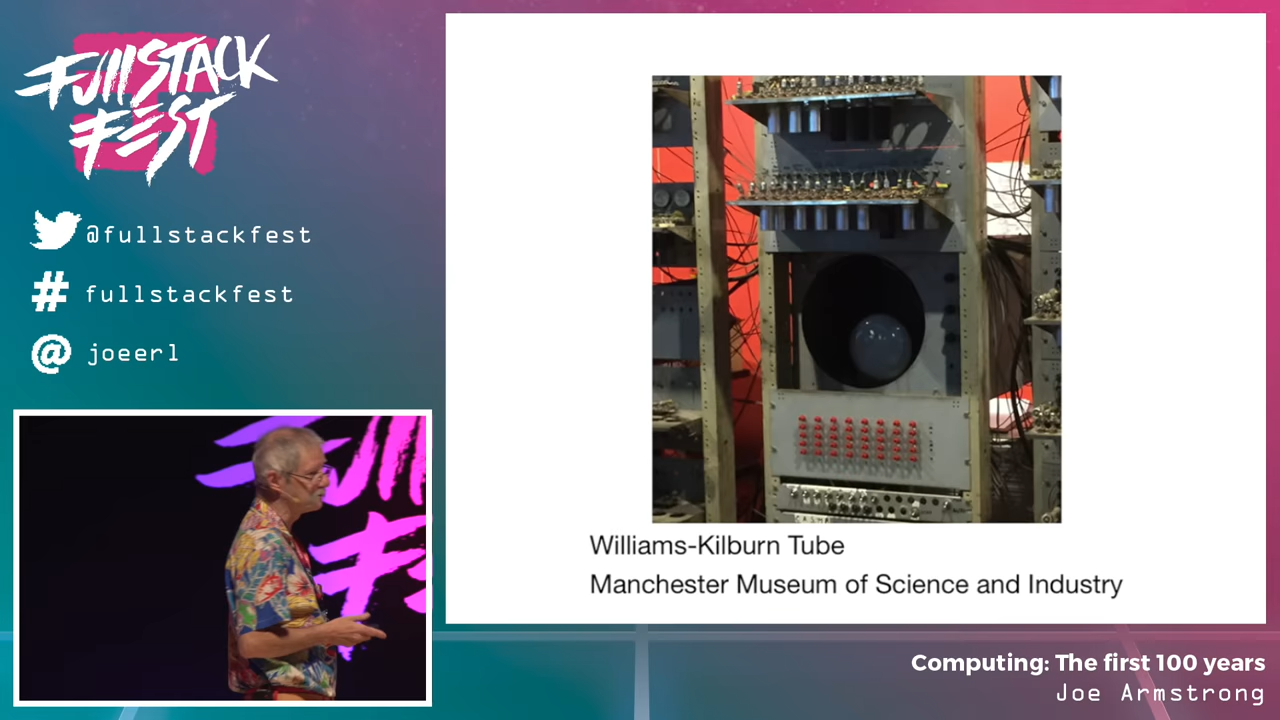 FullStack
Fest
@fullstackfest
# fullstackfest
@ joeerl
Williams-Kilburn Tube
Manchester Museum of Science and Industry
Computing: The first 100 years
Joe Armstrong